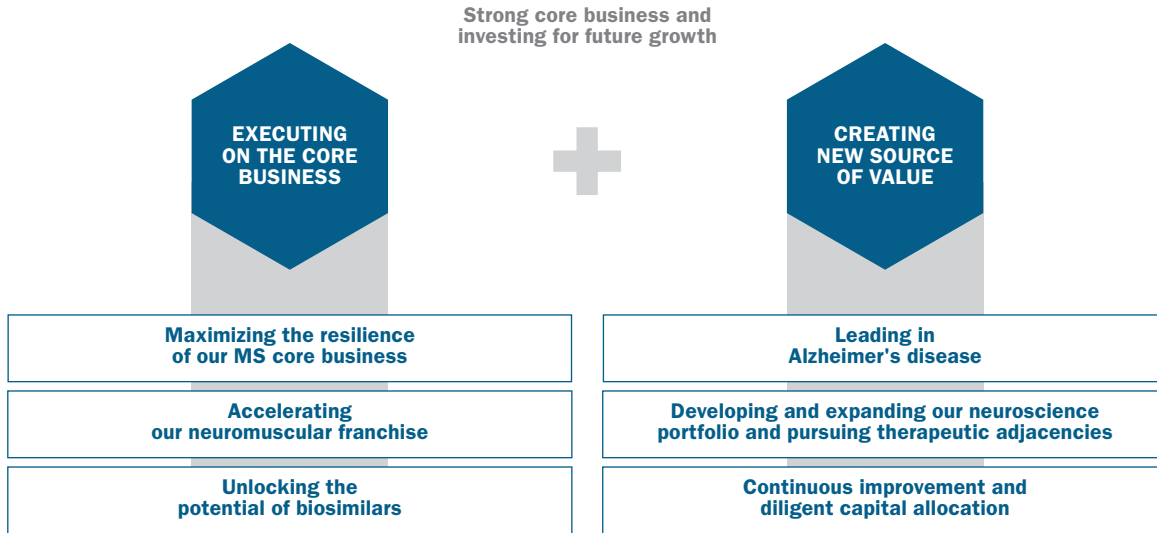 Strong core business and
investing for future growth
EXECUTING
ON THE CORE
BUSINESS
CREATING
NEW SOURCE
OF VALUE
Maximizing the resilience
of our MS core business
Accelerating
our neuromuscular franchise
Unlocking the
potential of biosimilars
Leading in
Alzheimer's disease
Developing and expanding our neuroscience
portfolio and pursuing therapeutic adjacencies
Continuous improvement and
diligent capital allocation